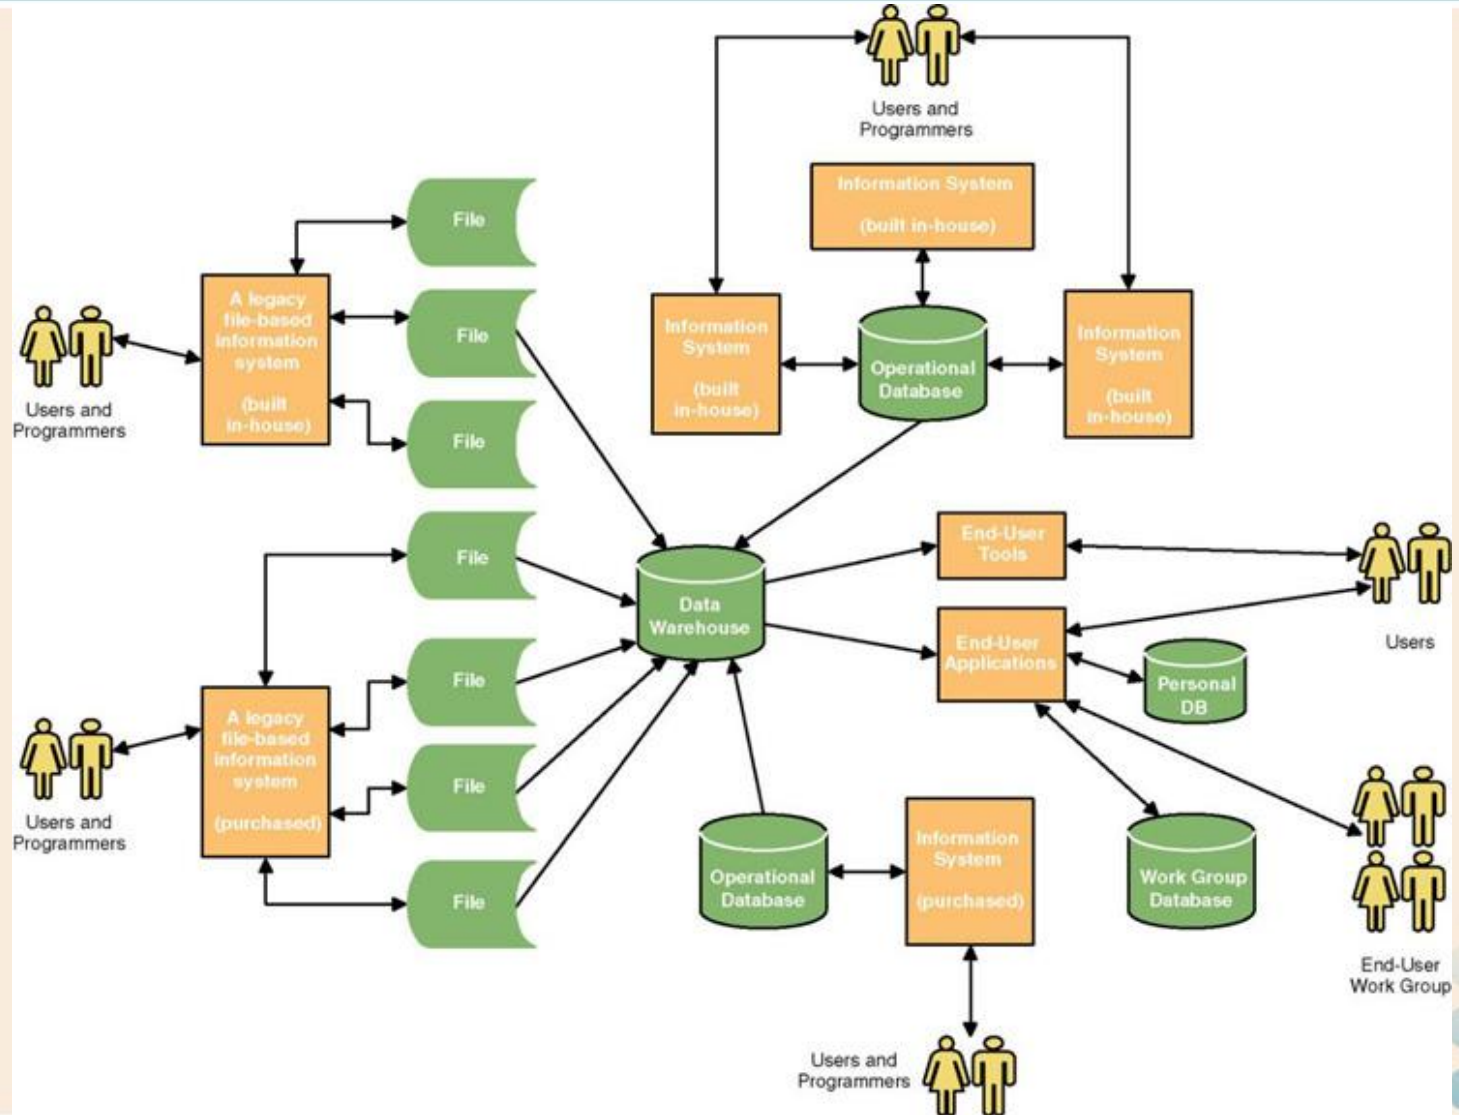 Users and
Programmers
Information System
(built in-house)
File
A legacy
file-based
information
system
(built
in-house)
File
Information
System
(built
in-house)
Operational
Database
Information
System
(built
in-house)
Users and
Programmers
File
File
End-User
Tools
Data
Warehouse
End-User
Applications
Users
File
Personal
DB
A legacy
file-based
information
system
(purchased)
File
Users and
Programmers
Operational
Database
Information
System
(purchased)
Work Group
Database
File
End-User
Work Group
Users and
Programmers